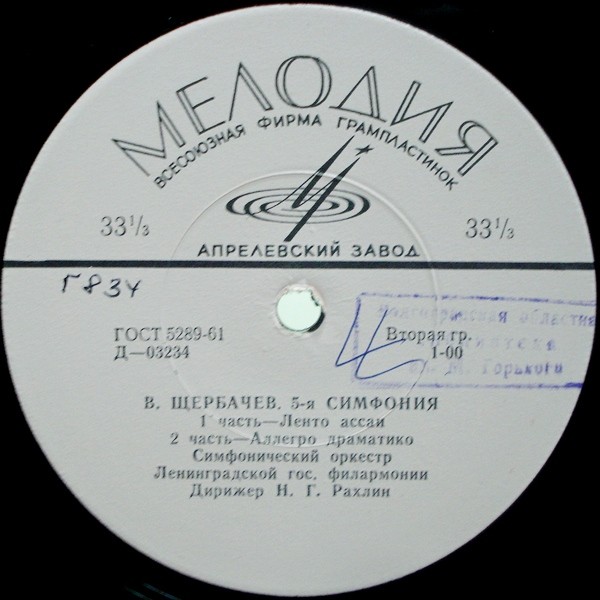 МЕЛОДИЯ
ВСЕСОЮЗНАЯ ФИРМА ГРАМПЛАСТИНОК
33⅓ 33⅓
АПРЕЛЕВСКИЙ ЗАВОД
Г834
ГОСТ 5289-61 Вторая гр.
Д—03234 1-00
областная
М. Горького
В. ЩЕРБАЧЕВ. 5-я СИМФОНИЯ
1 часть—Ленто ассаи
2 часть—Аллегро драматико
Симфонический оркестр
Ленинградской гос. филармонии
Дирижер Н. Г. Рахлин